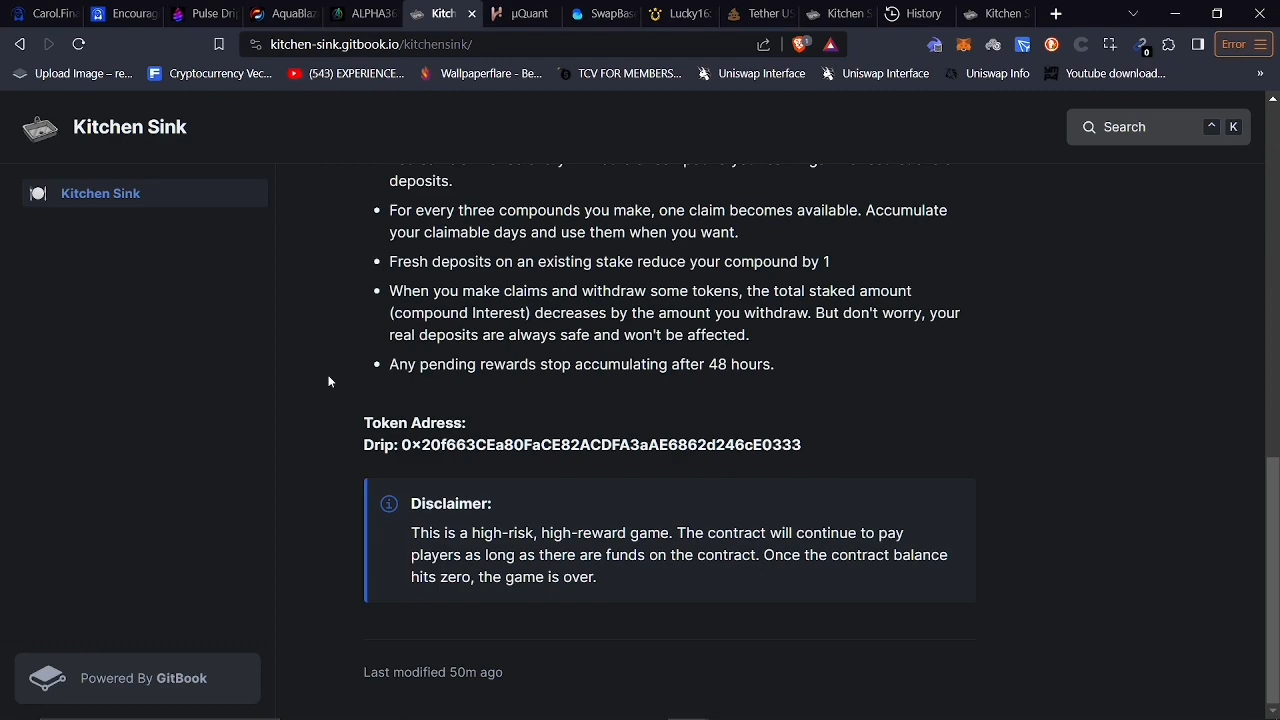 Carol.Fin
Encourag
Pulse Drip
AquaBlaz
ALPHA36
Kitch
μQuant
SwapBas
Lucky16
Tether US
Kitchen S
History
Kitchen S
kitchen-sink.gitbook.io/kitchensink/
1
0
Error
Upload Image – re...
Cryptocurrency Vec...
(543) EXPERIENCE...
Wallpaperflare - Be...
TCV FOR MEMBERS...
Uniswap Interface
Uniswap Interface
Uniswap Info
Youtube download...
»
Kitchen Sink
Search
^ K
Kitchen Sink
deposits.
• For every three compounds you make, one claim becomes available. Accumulate
your claimable days and use them when you want.
• Fresh deposits on an existing stake reduce your compound by 1
• When you make claims and withdraw some tokens, the total staked amount
(compound Interest) decreases by the amount you withdraw. But don't worry, your
real deposits are always safe and won't be affected.
• Any pending rewards stop accumulating after 48 hours.
Token Adress:
Drip: 0×20f663CEa80FaCE82ACDFA3aAE6862d246cE0333
Disclaimer:
This is a high-risk, high-reward game. The contract will continue to pay
players as long as there are funds on the contract. Once the contract balance
hits zero, the game is over.
Powered By GitBook
Last modified 50m ago